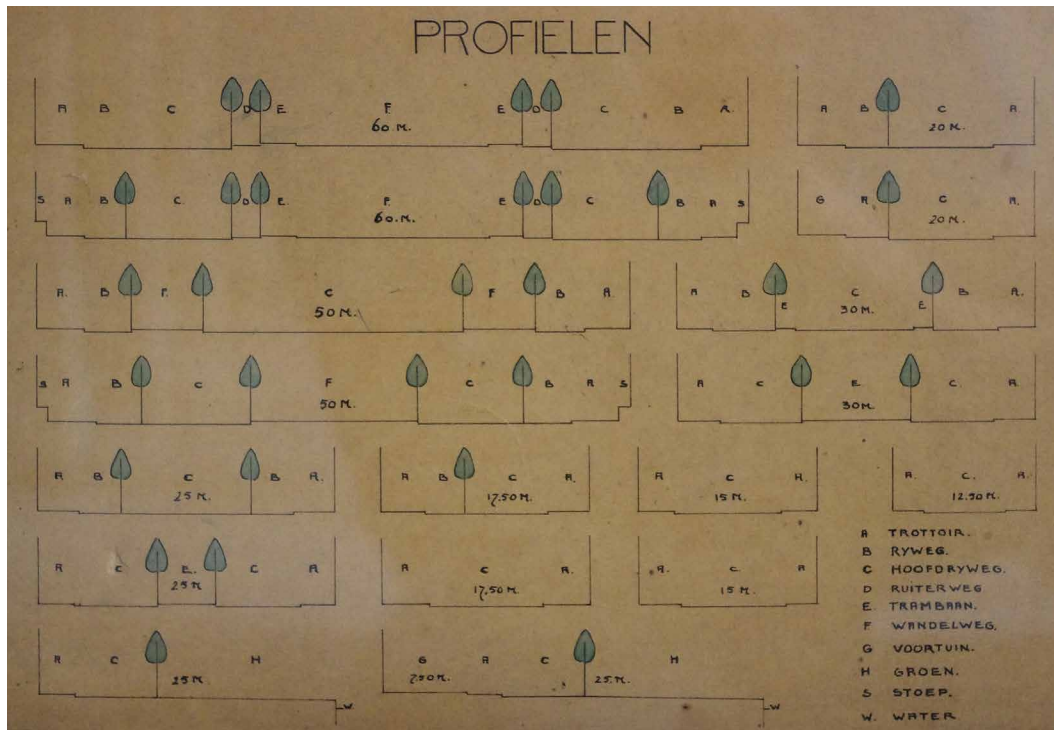 PROFIELEN
A B C D E F. E D C B A.
60 M.
A B C A.
20 M.
S A B C D E. F. E D C B A S
60.M.
G A C A.
20 M.
A. B F. C F B A.
50 M.
A B E C E B A.
30 M.
S A B C F C B A S
50 M.
A C E C. A.
30 M.
A B C B A.
25 M.
A B C A.
17.50 M.
A C H.
15 M.
A. C. A.
12.50 M.
A C E. C A
25 M
A C A.
17.50 M.
A. C A
15 M.
A C H
25 M
W.
G A C H
7.50 M. 25. M.
W
A TROTTOIR.
B RYWEG.
C HOOFDRYWEG.
D RUITERWEG
E. TRAMBAAN.
F WANDELWEG.
G VOORTUIN.
H GROEN.
S STOEP.
W. WATER